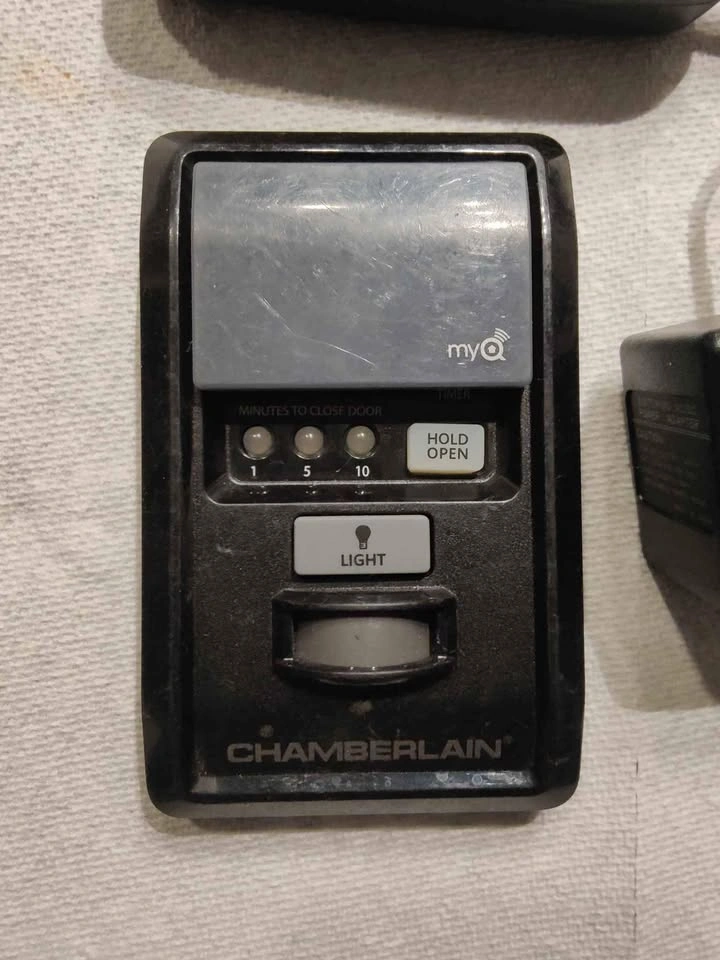 myQ
TIMER
MINUTES TO CLOSE DOOR
1 5 10
HOLD
OPEN
LIGHT
CHAMBERLAIN®